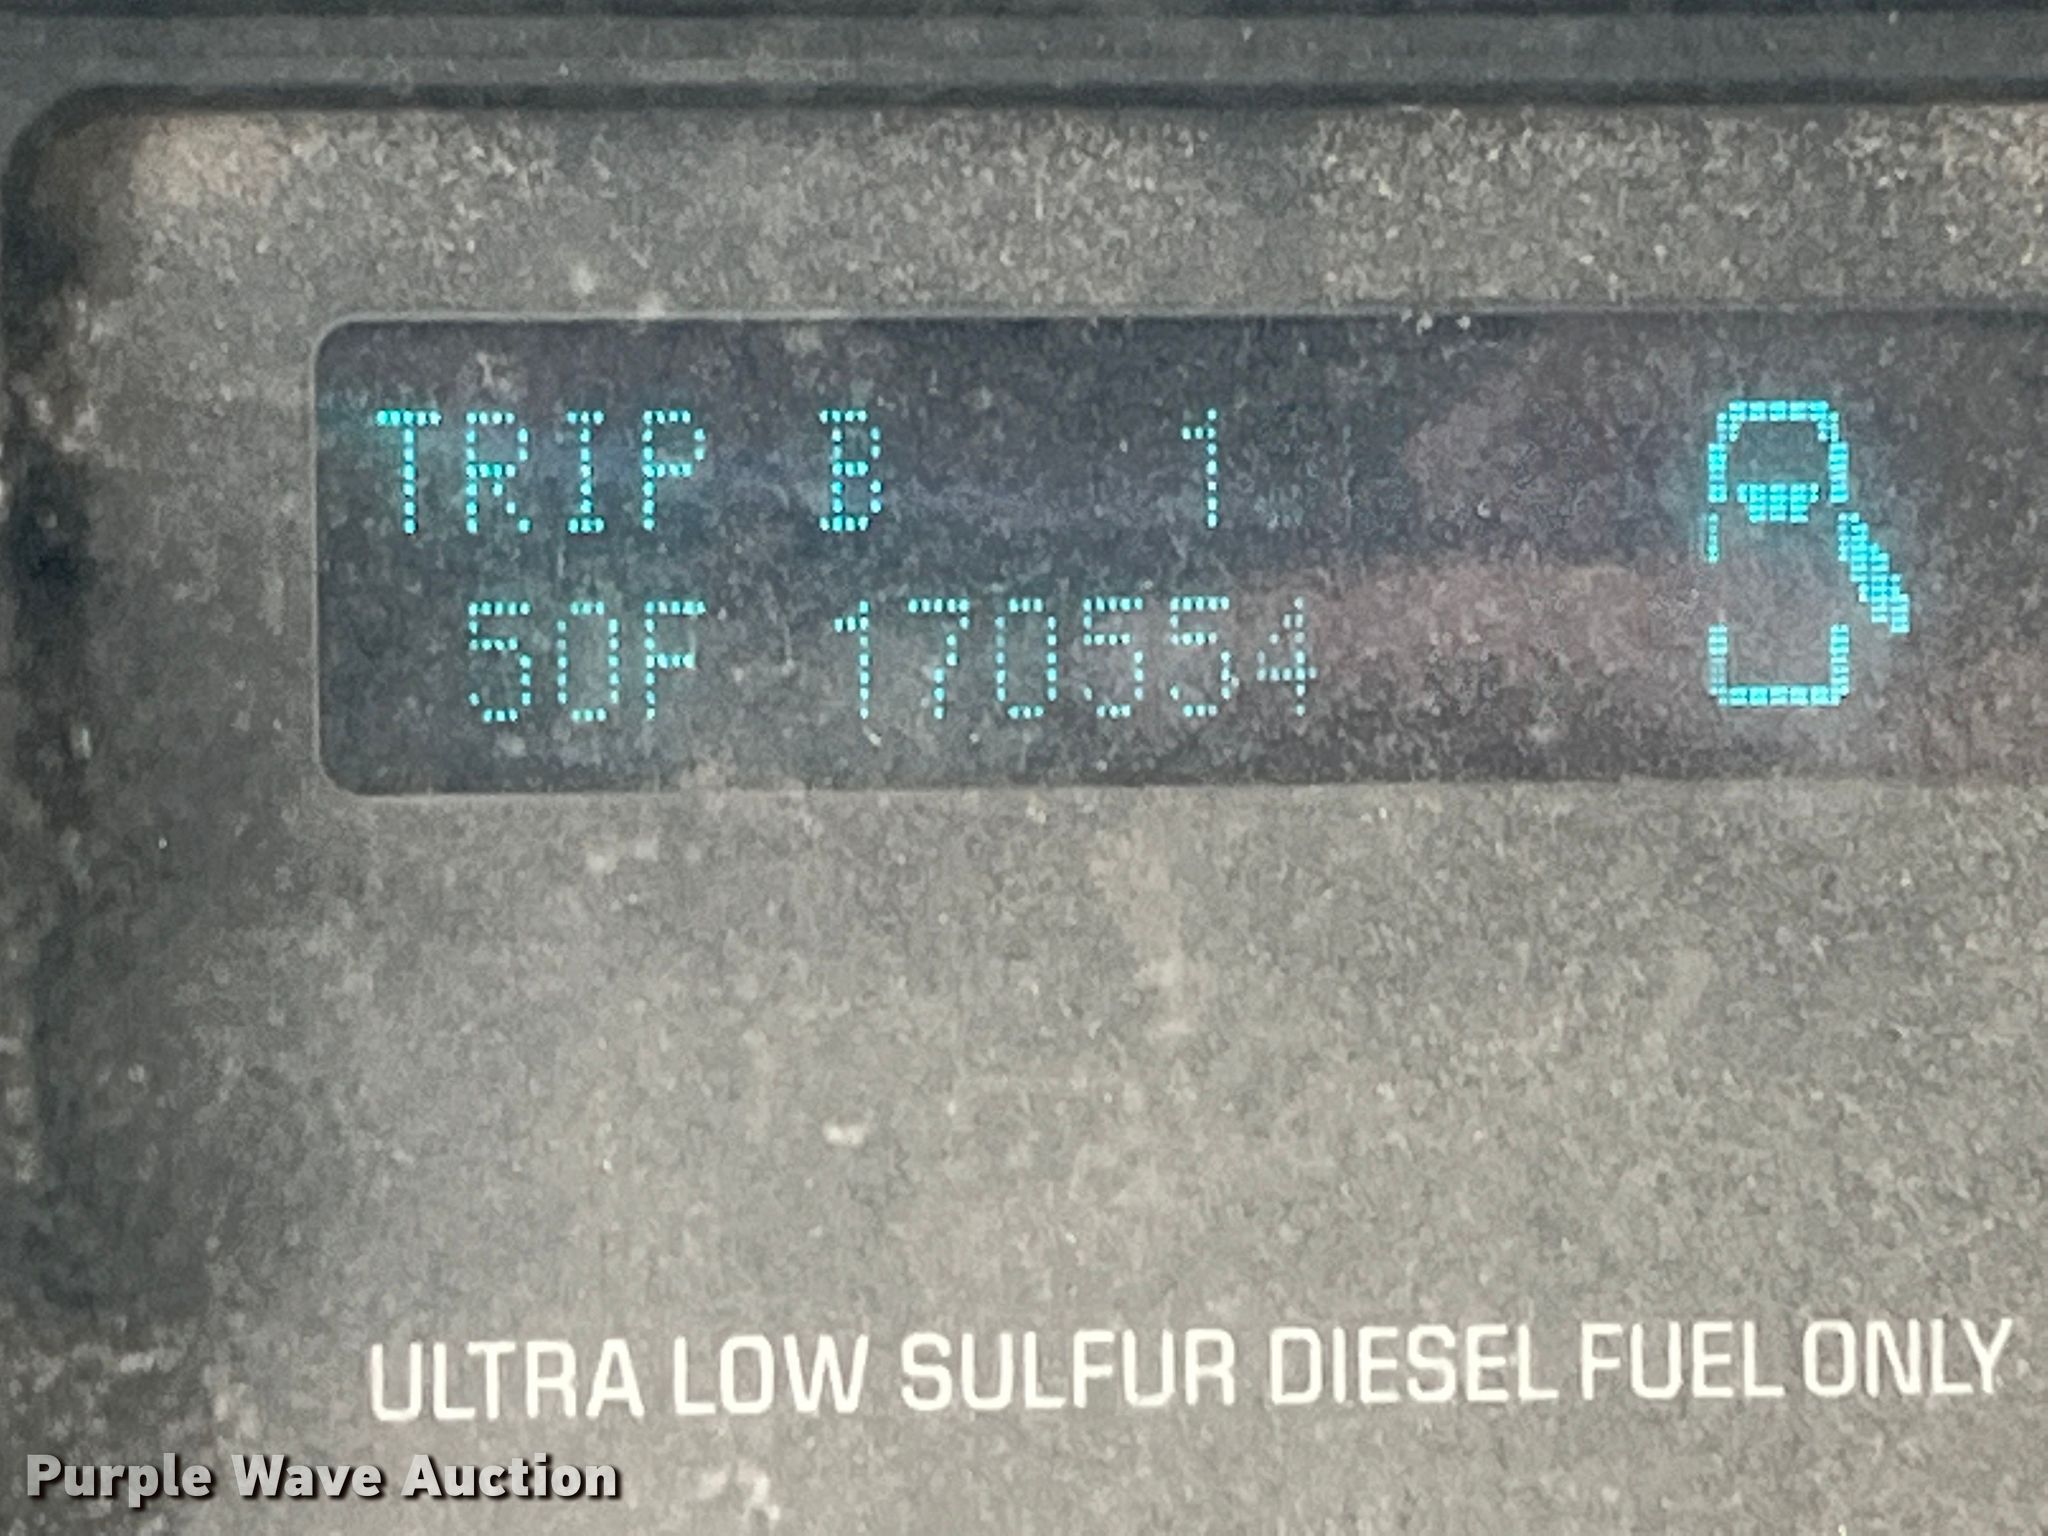 TRIP B 1
50F 170554
ULTRA LOW SULFUR DIESEL FUEL ONLY
Purple Wave Auction